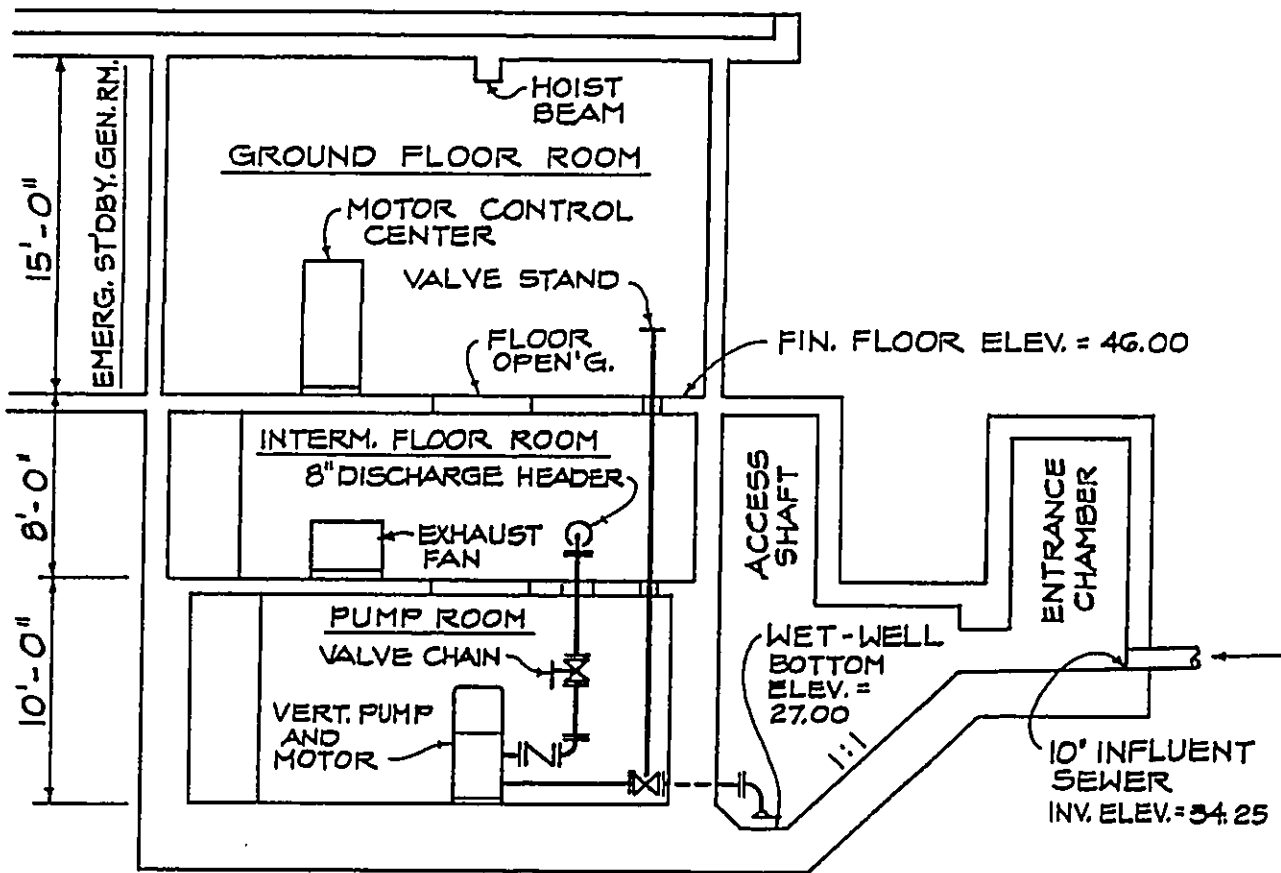 HOIST
BEAM
GROUND FLOOR ROOM
EMERG. ST'DBY. GEN. RM.
15'-0"
MOTOR CONTROL
CENTER
VALVE STAND
FLOOR
OPEN'G.
FIN. FLOOR ELEV. = 46.00
INTERM. FLOOR ROOM
8" DISCHARGE HEADER
8'-0"
EXHAUST
FAN
ACCESS
SHAFT
ENTRANCE
CHAMBER
PUMP ROOM
VALVE CHAIN
10'-0"
VERT. PUMP
AND
MOTOR
WET-WELL
BOTTOM
ELEV. =
27.00
1:1
10" INFLUENT
SEWER
INV. ELEV. = 34.25